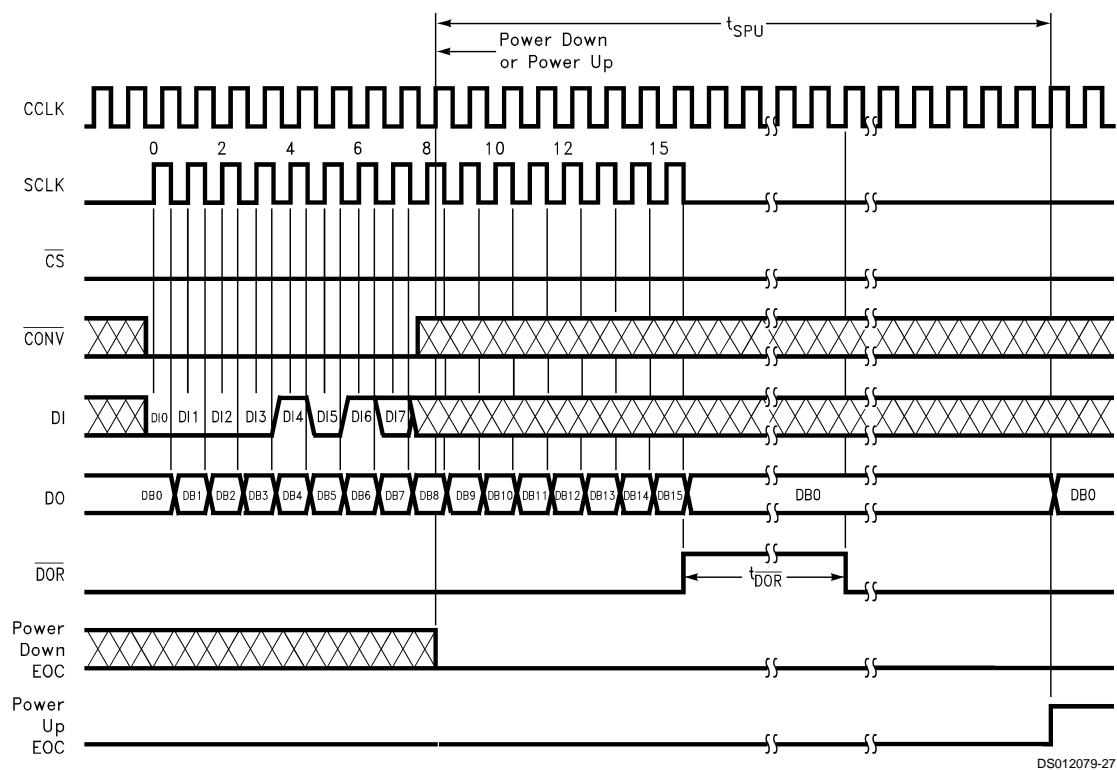 tSPU
Power Down
or Power Up
CCLK
0 2 4 6 8 10 12 15
SCLK
CS
CONV
DI
DI0 DI1 DI2 DI3 DI4 DI5 DI6 DI7
DO
DB0 DB1 DB2 DB3 DB4 DB5 DB6 DB7 DB8 DB9 DB10 DB11 DB12 DB13 DB14 DB15 DB0 DB0
DOR
tDOR
Power
Down
EOC
Power
Up
EOC
DS012079-27